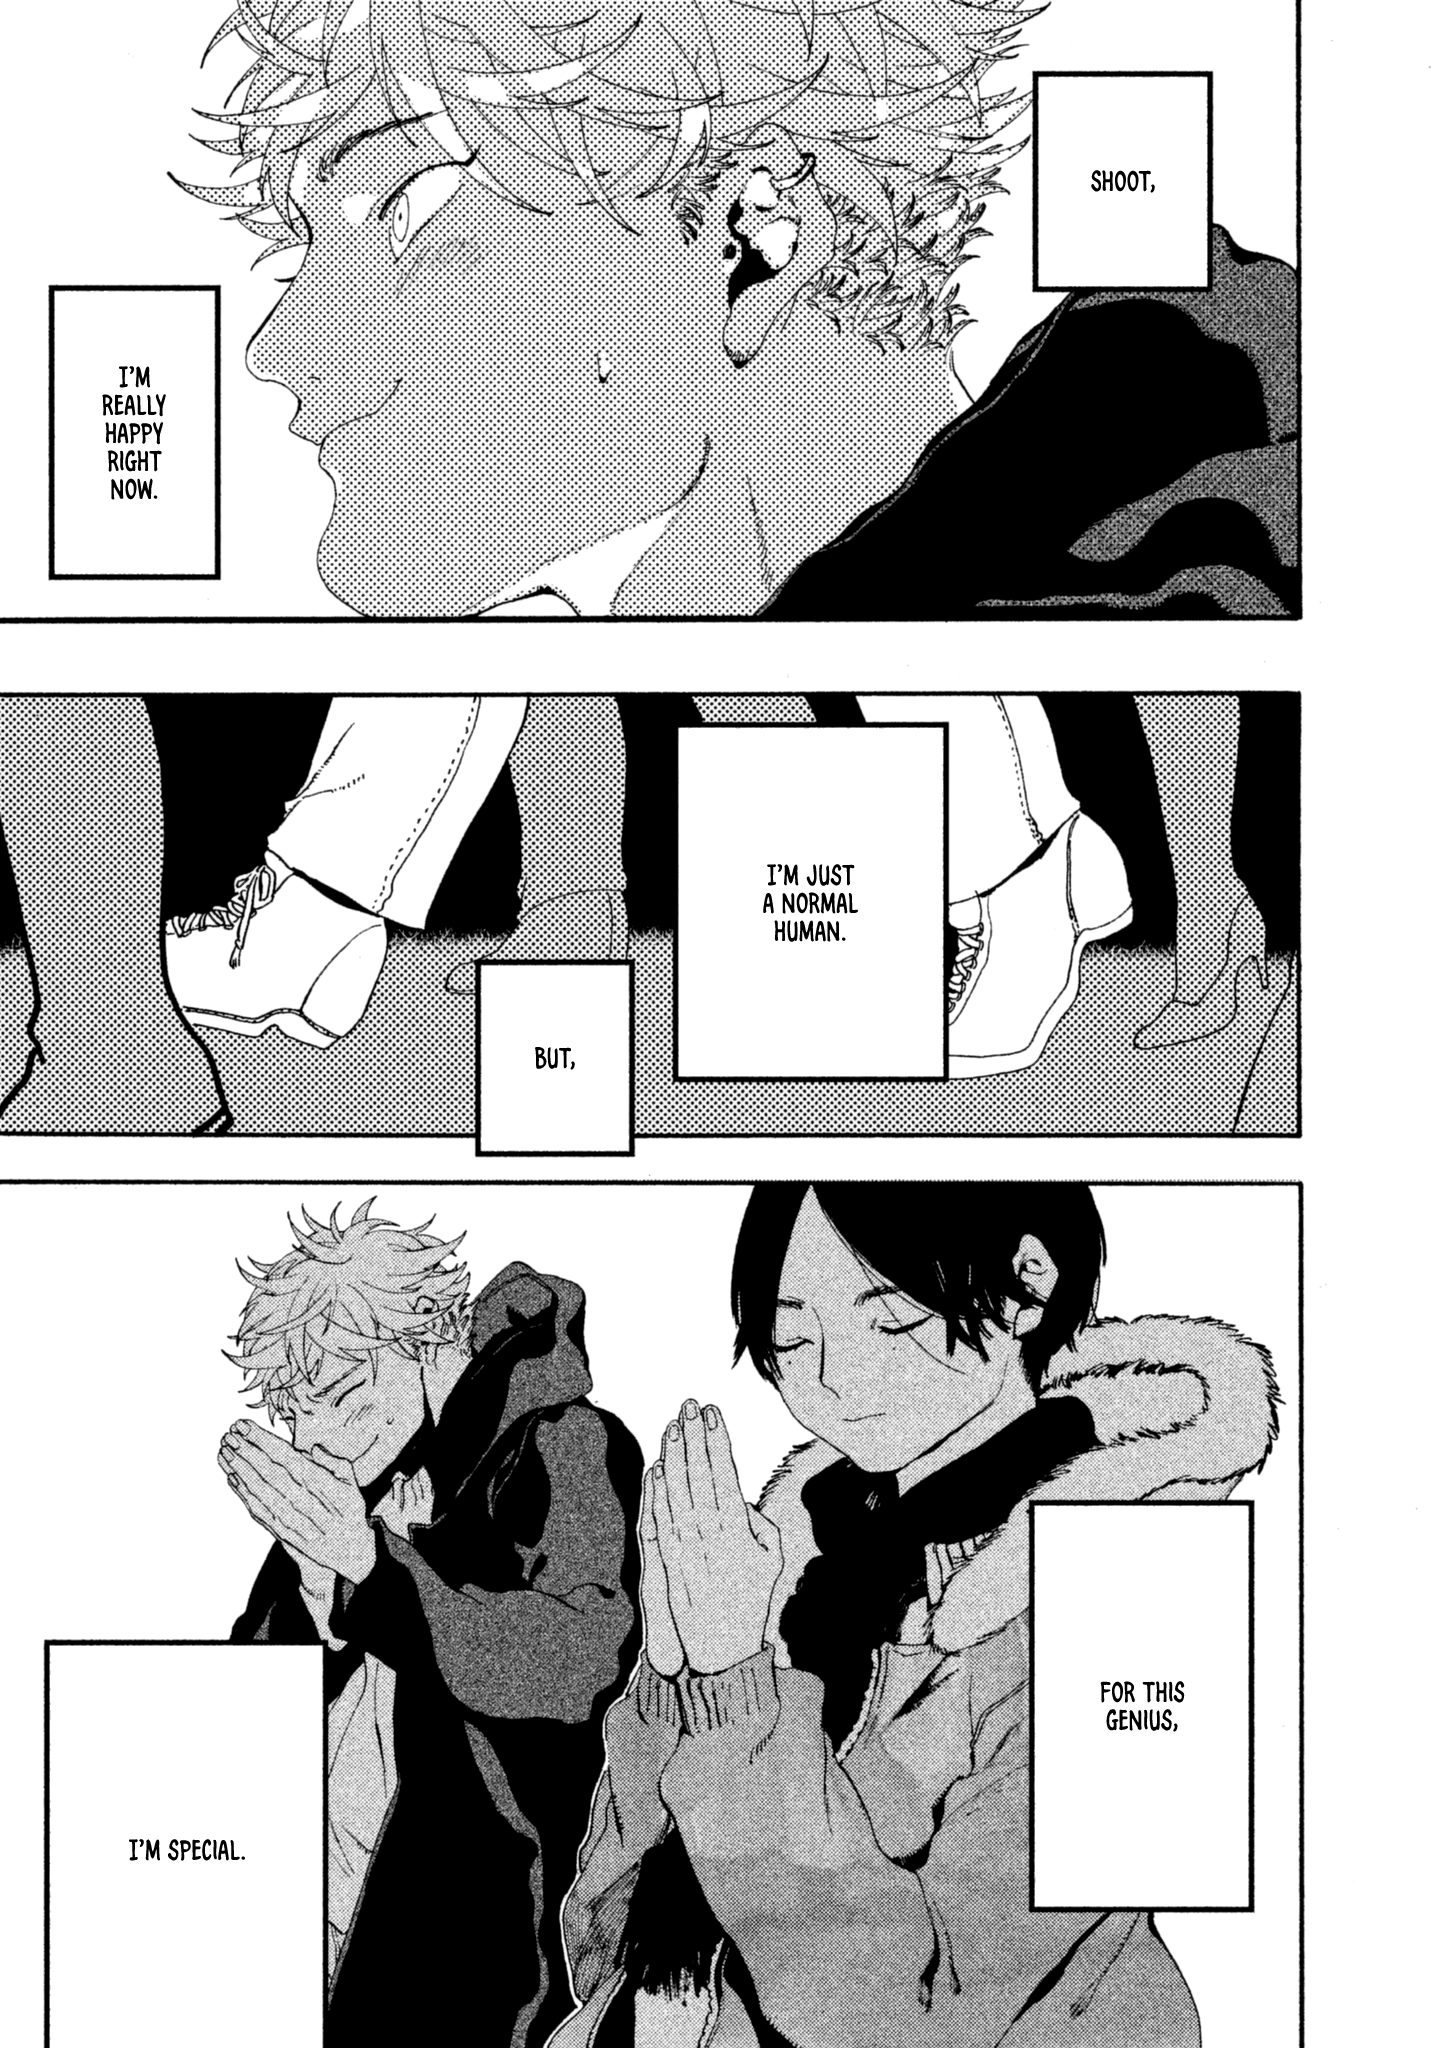 SHOOT,
I'M
REALLY
HAPPY
RIGHT
NOW.
I'M JUST
A NORMAL
HUMAN.
BUT,
FOR THIS
GENIUS,
I'M SPECIAL.